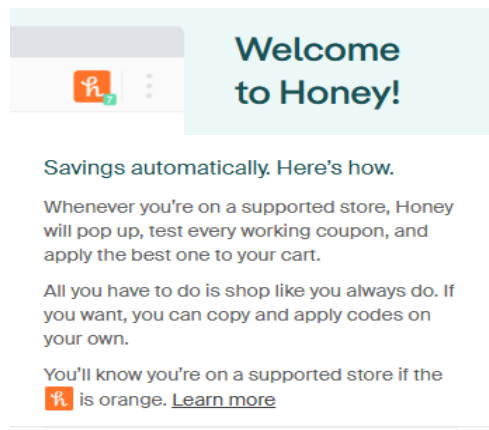 h
7
Welcome
to Honey!
Savings automatically. Here's how.
Whenever you're on a supported store, Honey
will pop up, test every working coupon, and
apply the best one to your cart.
All you have to do is shop like you always do. If
you want, you can copy and apply codes on
your own.
You'll know you're on a supported store if the
h is orange. Learn more